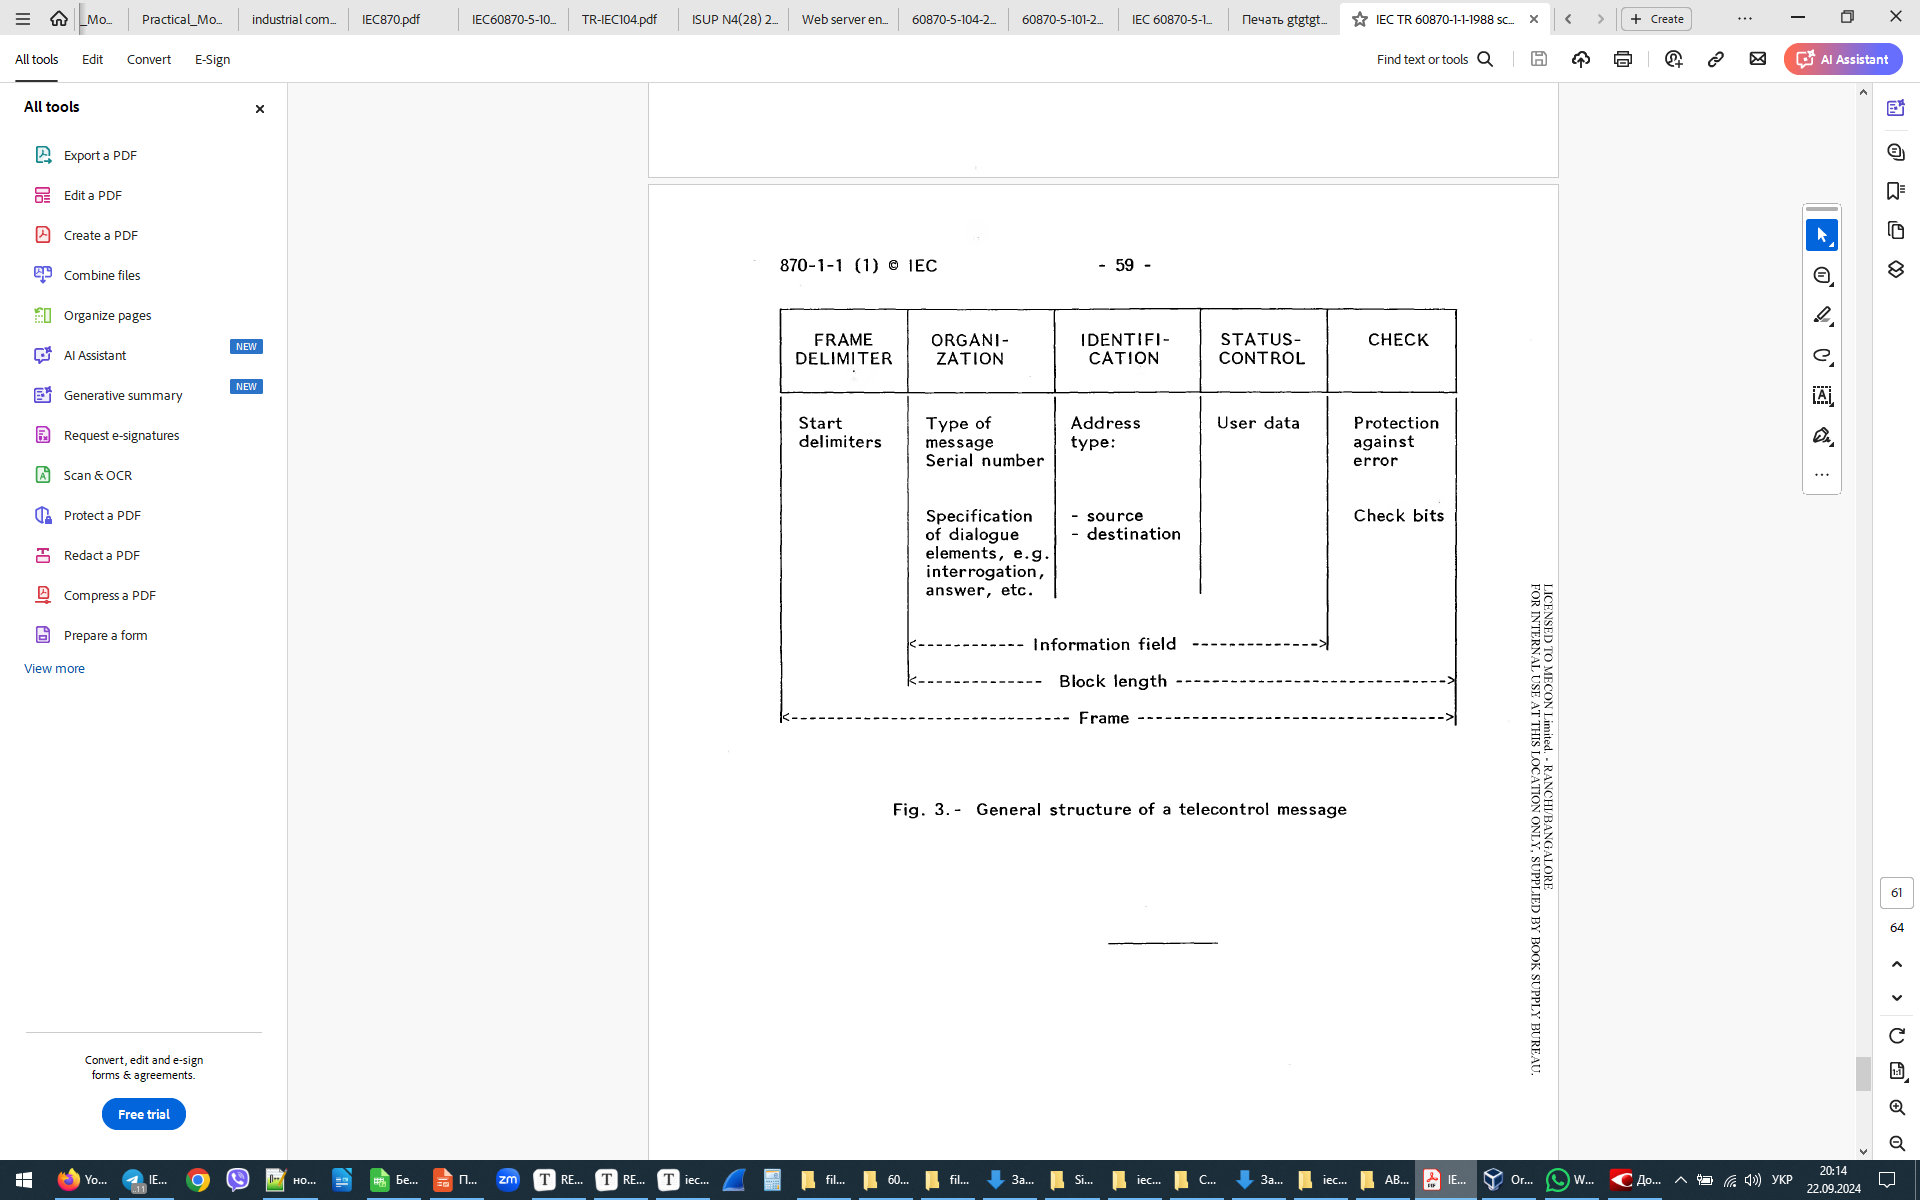 _Mo...
Practical_Mo...
industrial com...
IEC870.pdf
IEC60870-5-10...
TR-IEC104.pdf
ISUP N4(28) 2...
Web server en...
60870-5-104-2...
60870-5-101-2...
IEC 60870-5-1...
Печать gtgtgt...
IEC TR 60870-1-1-1988 sc...
Create
All tools
Edit
Convert
E-Sign
Find text or tools
AI Assistant
All tools
Export a PDF
Edit a PDF
Create a PDF
Combine files
Organize pages
AI Assistant
NEW
Generative summary
NEW
Request e-signatures
Scan & OCR
Protect a PDF
Redact a PDF
Compress a PDF
Prepare a form
View more
Convert, edit and e-sign
forms & agreements.
Free trial
870-1-1 (1) © IEC
- 59 -
FRAME
DELIMITER
ORGANI-
ZATION
IDENTIFI-
CATION
STATUS-
CONTROL
CHECK
Start
delimiters
Type of
message
Serial number
Specification
of dialogue
elements, e.g.
interrogation,
answer, etc.
Address
type:
- source
- destination
User data
Protection
against
error
Check bits
Information field
Block length
Frame
Fig. 3.- General structure of a telecontrol message
LICENSED TO MECON Limited. - RANCHI/BANGALORE
FOR INTERNAL USE AT THIS LOCATION ONLY, SUPPLIED BY BOOK SUPPLY BUREAU.
61
64
1:1
Yo...
IE...
11
но...
Бе...
П...
zm
RE...
RE...
iec...
fil...
60...
fil...
За...
Si...
iec...
C...
За...
iec...
AB...
IE...
Or...
W...
До...
УКР
20:14
22.09.2024